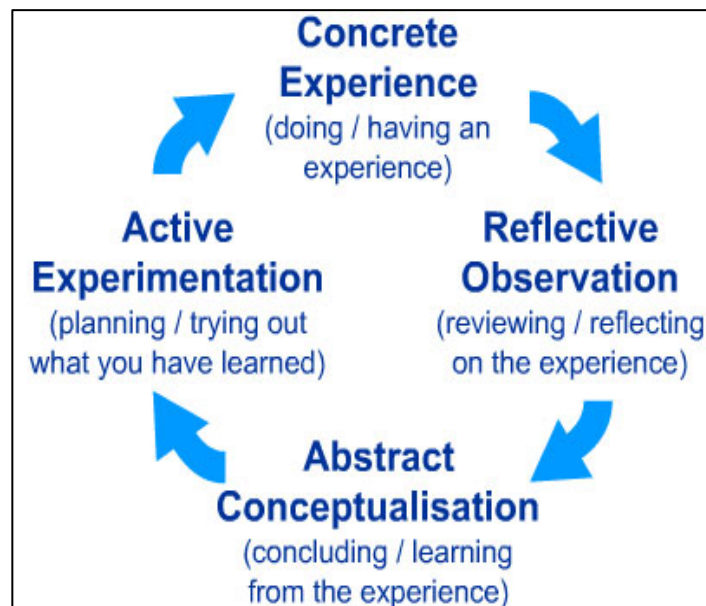 Concrete
Experience
(doing / having an
experience)
Reflective
Observation
(reviewing / reflecting
on the experience)
Abstract
Conceptualisation
(concluding / learning
from the experience)
Active
Experimentation
(planning / trying out
what you have learned)